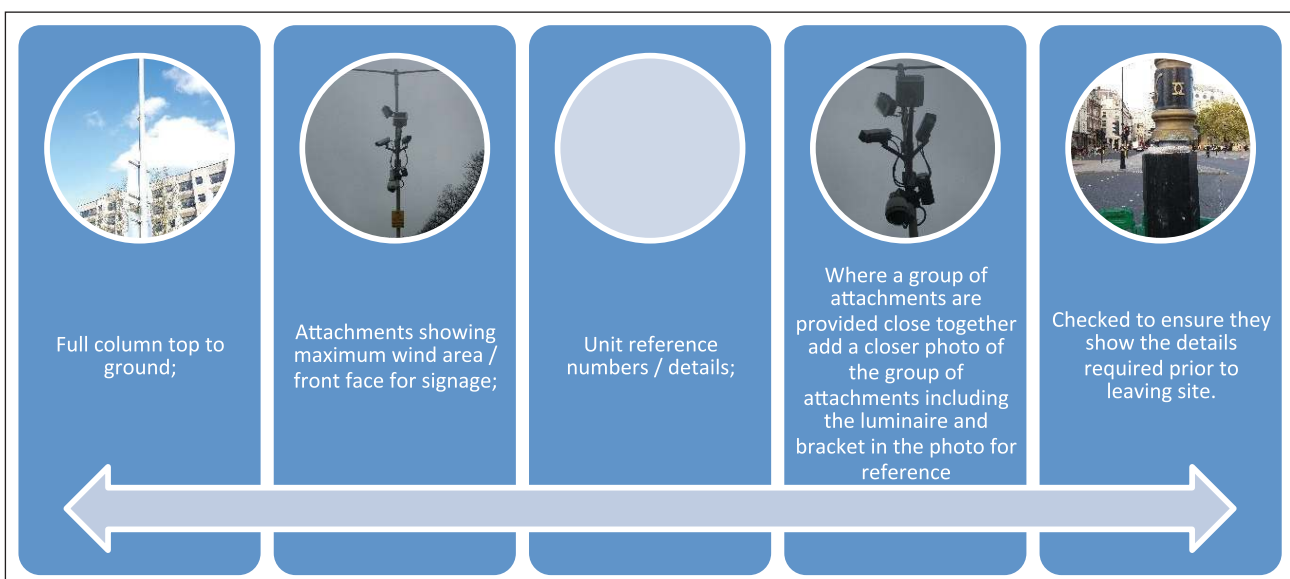 Full column top to
ground;
Attachments showing
maximum wind area /
front face for signage;
Unit reference
numbers / details;
Where a group of
attachments are
provided close together
add a closer photo of
the group of
attachments including
the luminaire and
bracket in the photo for
reference
Checked to ensure they
show the details
required prior to
leaving site.